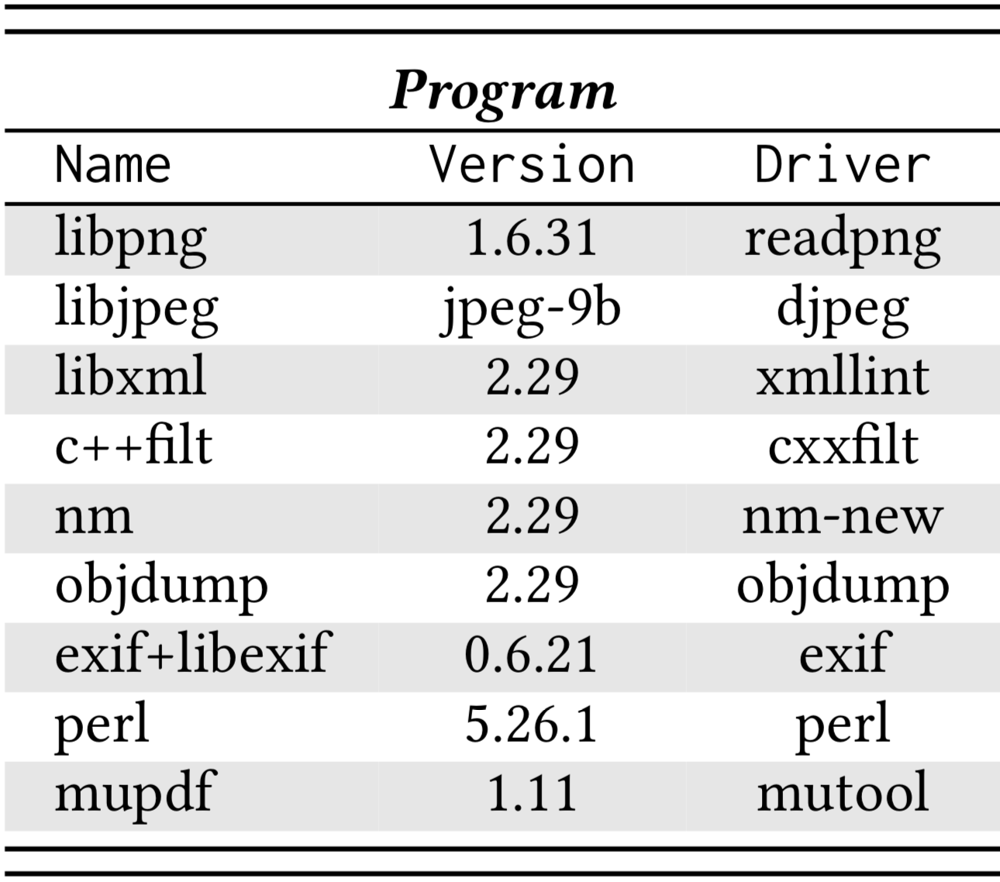 Program
Name Version Driver
libpng 1.6.31 readpng
libjpeg jpeg-9b djpeg
libxml 2.29 xmllint
c++filt 2.29 cxxfilt
nm 2.29 nm-new
objdump 2.29 objdump
exif+libexif 0.6.21 exif
perl 5.26.1 perl
mupdf 1.11 mutool